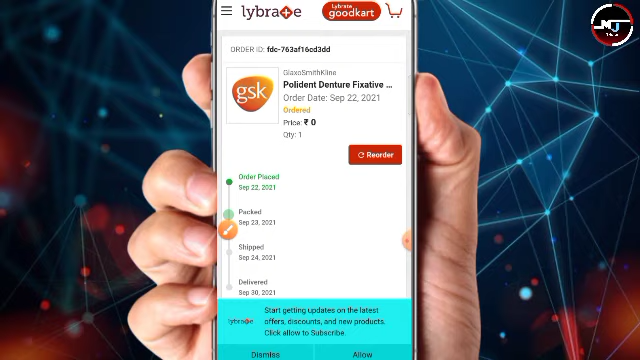 lybrate
Lybrate
goodkart
ORDER ID: fdc-763af16cd3dd
GlaxoSmithKline
gsk
Polident Denture Fixative ...
Order Date: Sep 22, 2021
Ordered
Price: ₹ 0
Qty: 1
Reorder
Order Placed
Sep 22, 2021
Packed
Sep 23, 2021
Shipped
Sep 24, 2021
Delivered
Sep 30, 2021
lybrate
Start getting updates on the latest
offers, discounts, and new products.
Click allow to Subscribe.
Dismiss
Allow